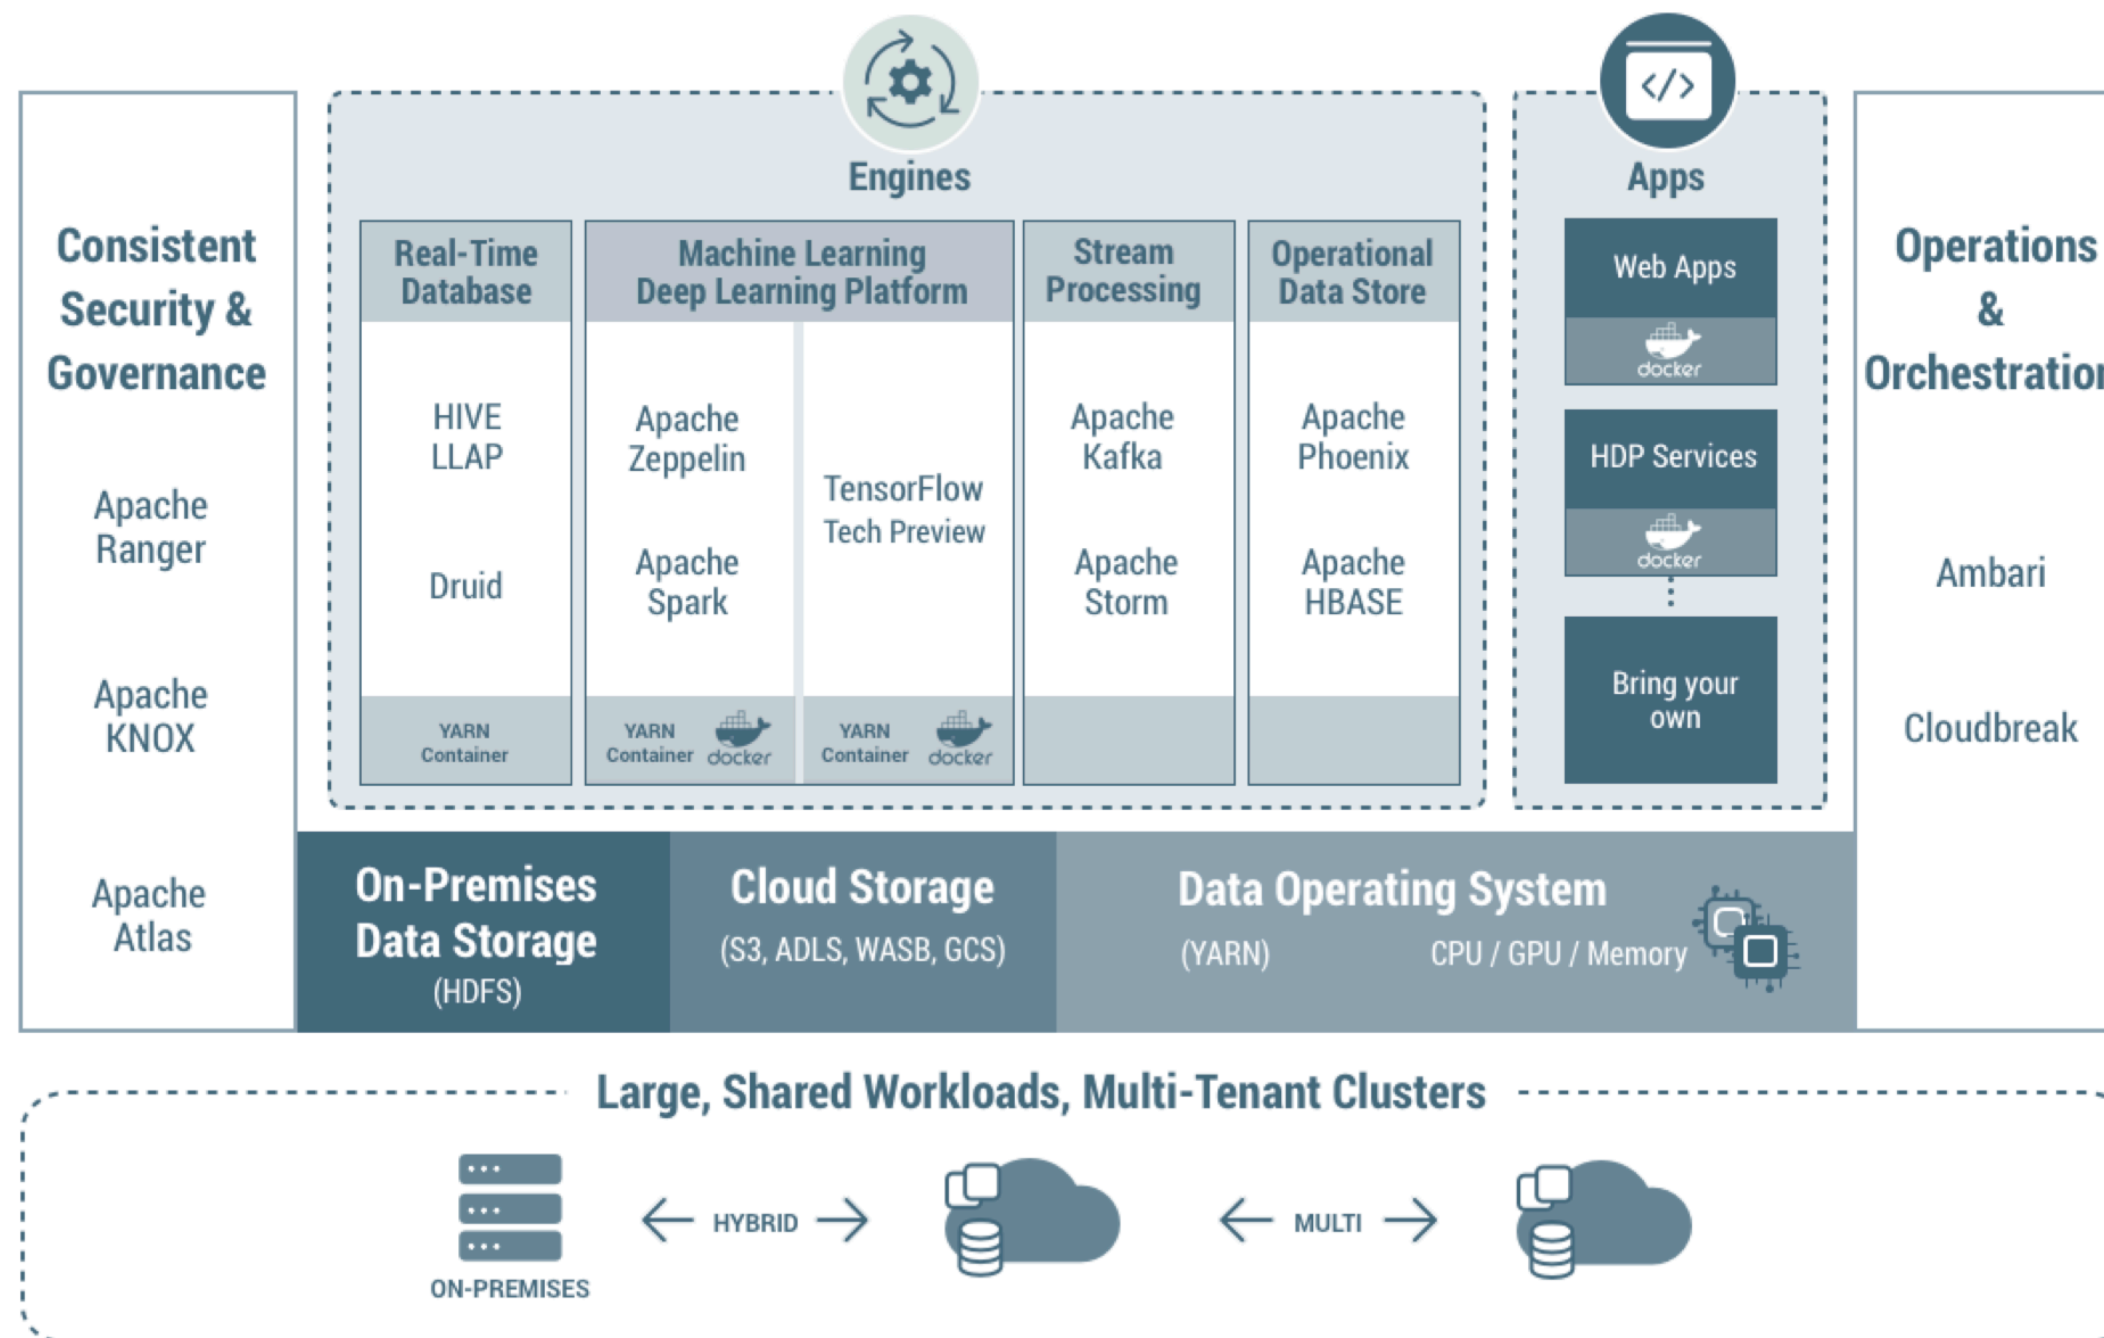 Consistent
Security &
Governance
Apache
Ranger
Apache
KNOX
Apache
Atlas
Engines
Real-Time
Database
HIVE
LLAP
Druid
YARN
Container
Machine Learning
Deep Learning Platform
Apache
Zeppelin
Apache
Spark
YARN
Container
docker
TensorFlow
Tech Preview
YARN
Container
docker
Stream
Processing
Apache
Kafka
Apache
Storm
Operational
Data Store
Apache
Phoenix
Apache
HBASE
Apps
</>
Web Apps
docker
HDP Services
docker
Bring your
own
Operations
&
Orchestration
Ambari
Cloudbreak
On-Premises
Data Storage
(HDFS)
Cloud Storage
(S3, ADLS, WASB, GCS)
Data Operating System
(YARN)
CPU / GPU / Memory
Large, Shared Workloads, Multi-Tenant Clusters
ON-PREMISES
HYBRID
MULTI